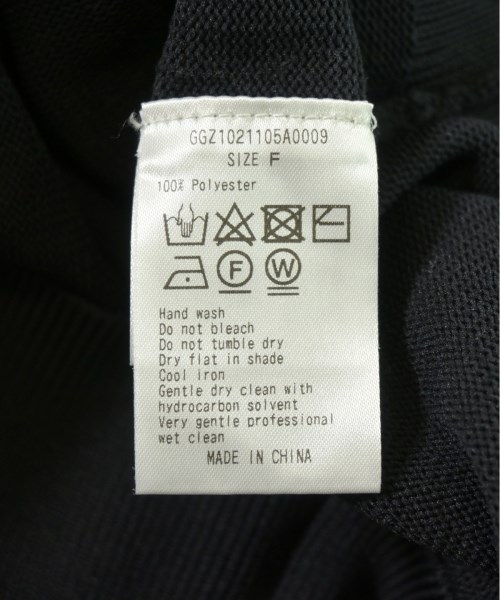 GGZ1021105A0009
SIZE F
100% Polyester
F W
Hand wash
Do not bleach
Do not tumble dry
Dry flat in shade
Cool iron
Gentle dry clean with
hydrocarbon solvent
Very gentle professional
wet clean
MADE IN CHINA